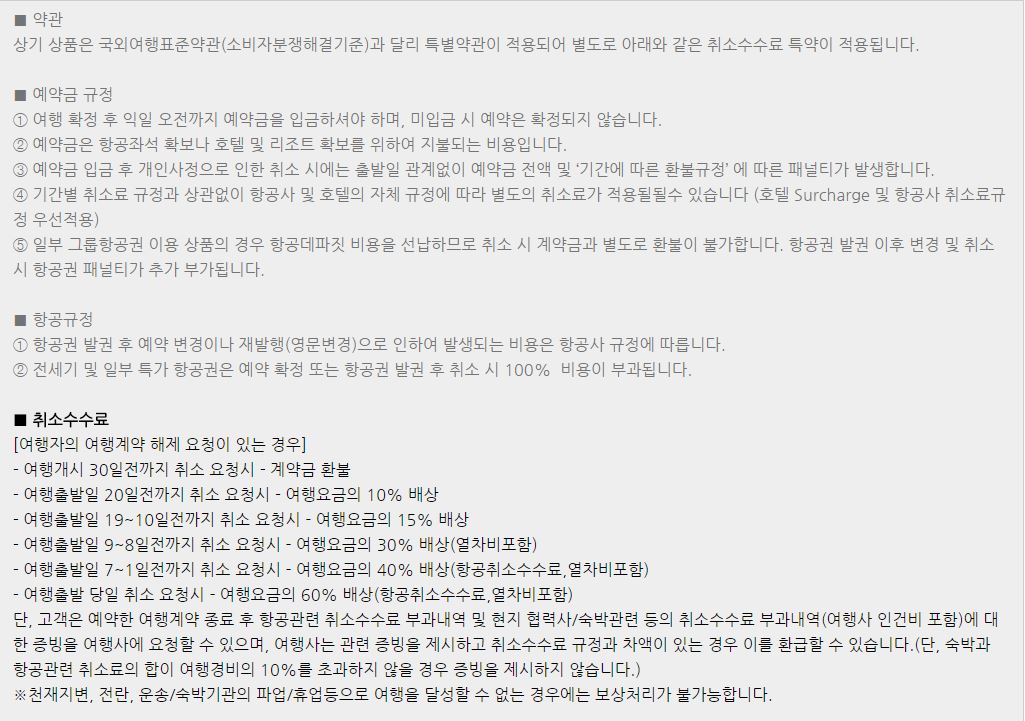 ■ 약관
상기 상품은 국외여행표준약관(소비자분쟁해결기준)과 달리 특별약관이 적용되어 별도로 아래와 같은 취소수수료 특약이 적용됩니다.
■ 예약금 규정
① 여행 확정 후 익일 오전까지 예약금을 입금하셔야 하며, 미입금 시 예약은 확정되지 않습니다.
② 예약금은 항공좌석 확보나 호텔 및 리조트 확보를 위하여 지불되는 비용입니다.
③ 예약금 입금 후 개인사정으로 인한 취소 시에는 출발일 관계없이 예약금 전액 및 ‘기간에 따른 환불규정’ 에 따른 패널티가 발생합니다.
④ 기간별 취소료 규정과 상관없이 항공사 및 호텔의 자체 규정에 따라 별도의 취소료가 적용될될수 있습니다 (호텔 Surcharge 및 항공사 취소료규
정 우선적용)
⑤ 일부 그룹항공권 이용 상품의 경우 항공데파짓 비용을 선납하므로 취소 시 계약금과 별도로 환불이 불가합니다. 항공권 발권 이후 변경 및 취소
시 항공권 패널티가 추가 부가됩니다.
■ 항공규정
① 항공권 발권 후 예약 변경이나 재발행(영문변경)으로 인하여 발생되는 비용은 항공사 규정에 따릅니다.
② 전세기 및 일부 특가 항공권은 예약 확정 또는 항공권 발권 후 취소 시 100% 비용이 부과됩니다.
■ 취소수수료
[여행자의 여행계약 해제 요청이 있는 경우]
- 여행개시 30일전까지 취소 요청시 - 계약금 환불
- 여행출발일 20일전까지 취소 요청시 - 여행요금의 10% 배상
- 여행출발일 19~10일전까지 취소 요청시 - 여행요금의 15% 배상
- 여행출발일 9~8일전까지 취소 요청시 - 여행요금의 30% 배상(열차비포함)
- 여행출발일 7~1일전까지 취소 요청시 - 여행요금의 40% 배상(항공취소수수료,열차비포함)
- 여행출발 당일 취소 요청시 - 여행요금의 60% 배상(항공취소수수료,열차비포함)
단, 고객은 예약한 여행계약 종료 후 항공관련 취소수수료 부과내역 및 현지 협력사/숙박관련 등의 취소수수료 부과내역(여행사 인건비 포함)에 대
한 증빙을 여행사에 요청할 수 있으며, 여행사는 관련 증빙을 제시하고 취소수수료 규정과 차액이 있는 경우 이를 환급할 수 있습니다.(단, 숙박과
항공관련 취소료의 합이 여행경비의 10%를 초과하지 않을 경우 증빙을 제시하지 않습니다.)
※천재지변, 전란, 운송/숙박기관의 파업/휴업등으로 여행을 달성할 수 없는 경우에는 보상처리가 불가능합니다.